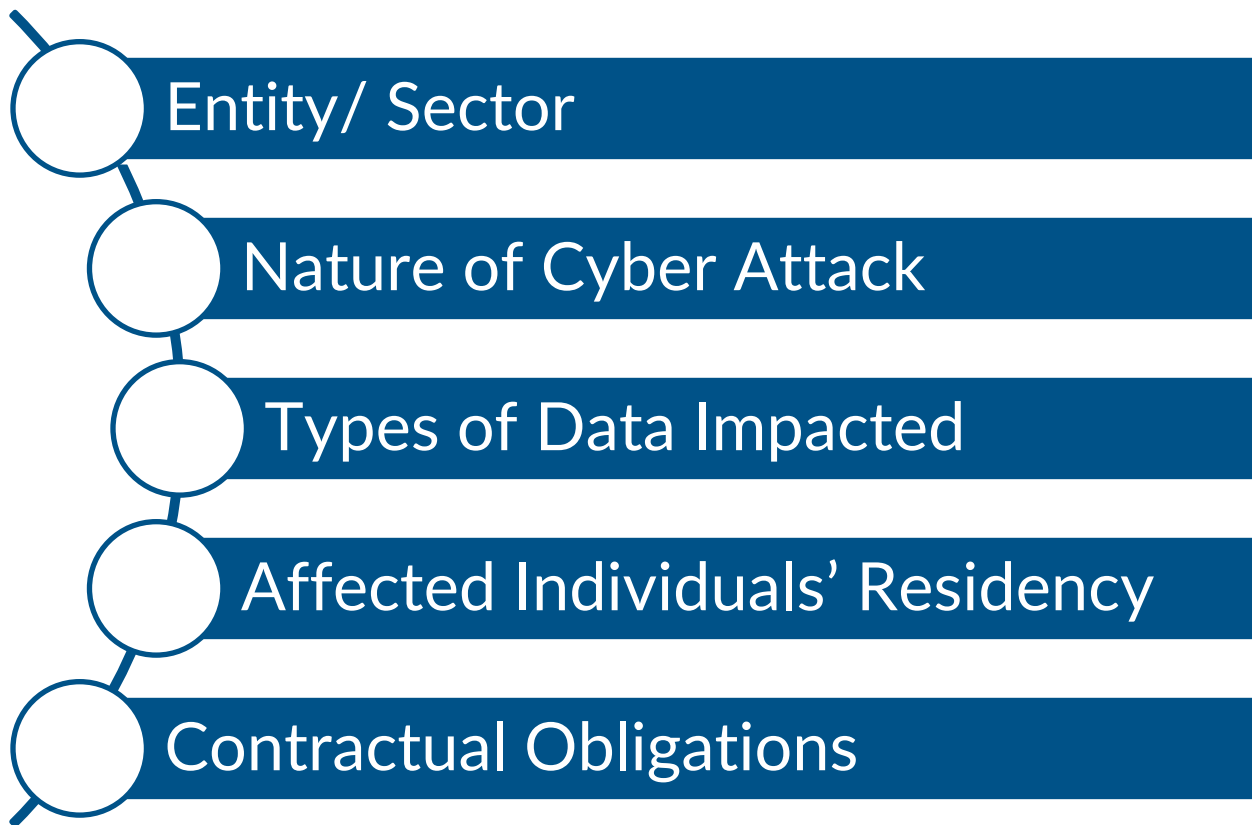 Entity/ Sector
Nature of Cyber Attack
Types of Data Impacted
Affected Individuals’ Residency
Contractual Obligations